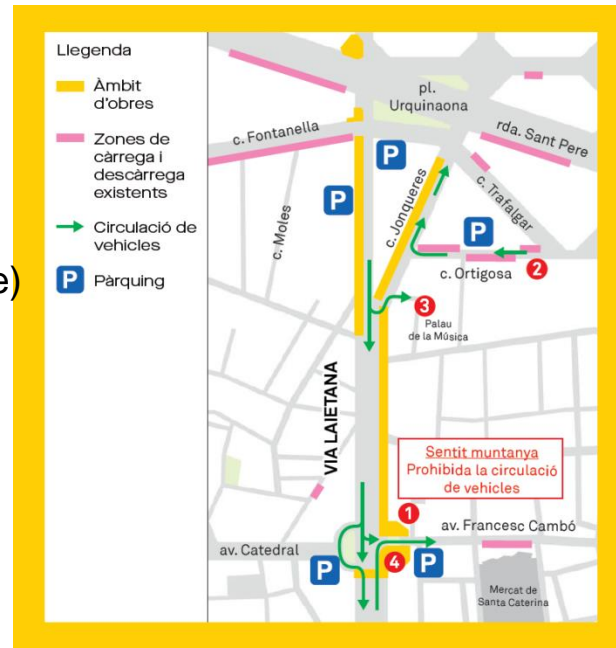 Llegenda
Àmbit
d'obres
Zones de
càrrega i
descàrrega
existents
Circulació de
vehicles
P Pàrquing
e)
pl.
Urquinaona
c. Fontanella
rda. Sant Pere
P
P
c. Jonqueres
c. Trafalgar
c. Moles
P
c. Ortigosa
2
3
Palau
de la Música
VIA LAIETANA
Sentit muntanya
Prohibida la circulació
de vehicles
1
av. Francesc Cambó
av. Catedral
P
4
P
Mercat de
Santa Caterina